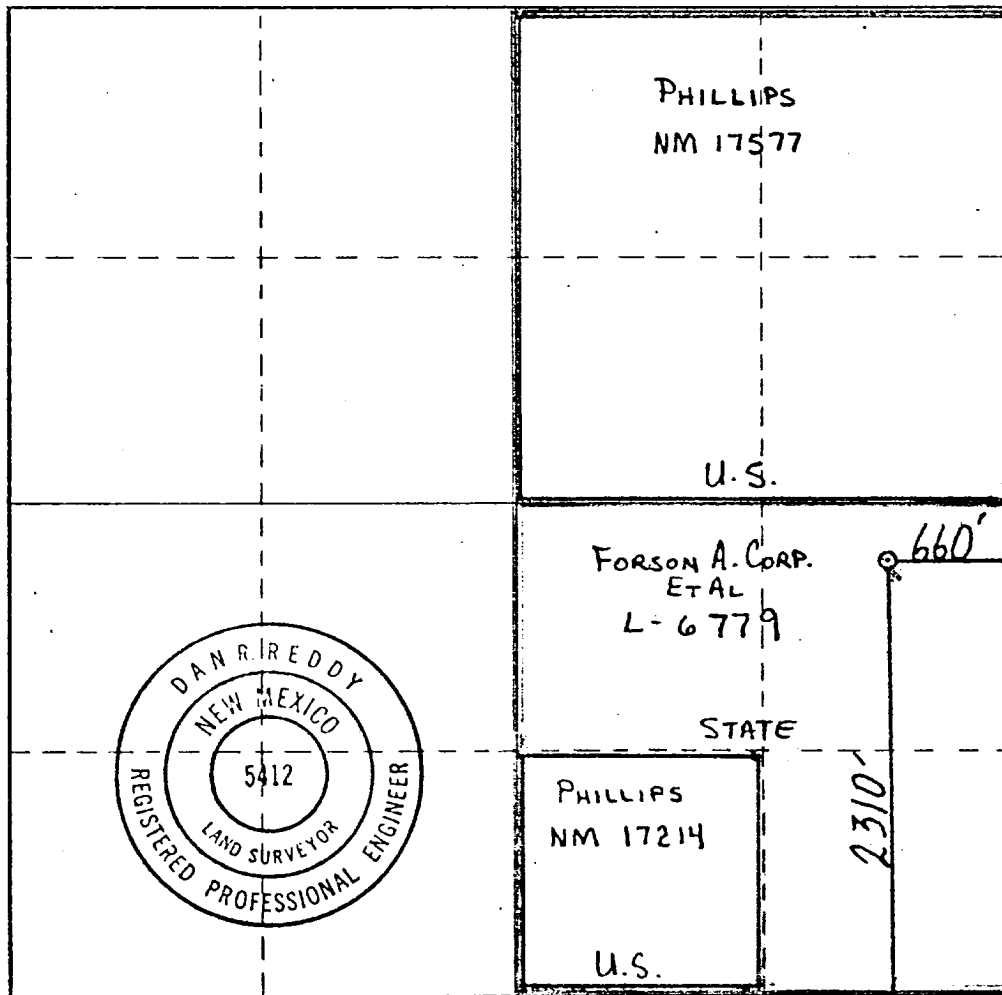 PHILLIPS
NM 17577
U.S.
660'
FORSON A. CORP.
ET AL
L-6779
STATE
2310'
PHILLIPS
NM 17214
U.S.
DAN R. REDDY
NEW MEXICO
5412
LAND SURVEYOR
REGISTERED PROFESSIONAL ENGINEER